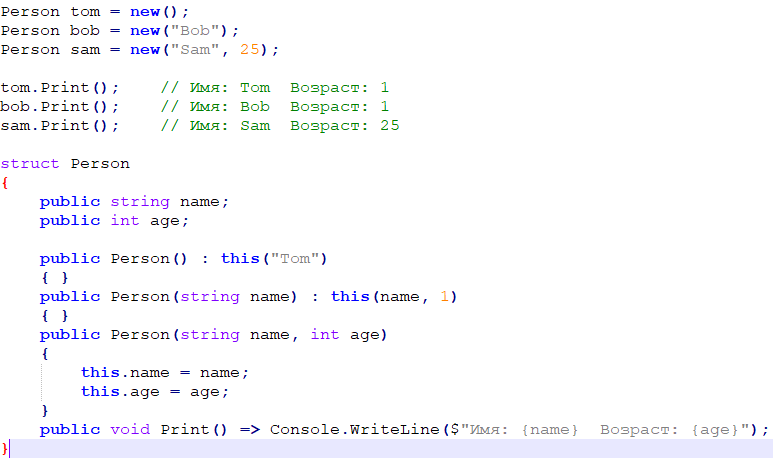 Person tom = new();
Person bob = new("Bob");
Person sam = new("Sam", 25);

tom.Print();    // Имя: Tom  Возраст: 1
bob.Print();    // Имя: Bob  Возраст: 1
sam.Print();    // Имя: Sam  Возраст: 25

struct Person
{
    public string name;
    public int age;

    public Person() : this("Tom")
    { }
    public Person(string name) : this(name, 1)
    { }
    public Person(string name, int age)
    {
        this.name = name;
        this.age = age;
    }
    public void Print() => Console.WriteLine($"Имя: {name}  Возраст: {age}");
}